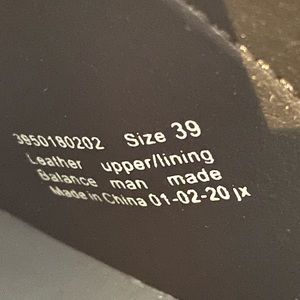 3950180202 Size 39
Leather upper/lining
Balance man made
Made in China 01-02-20 jx